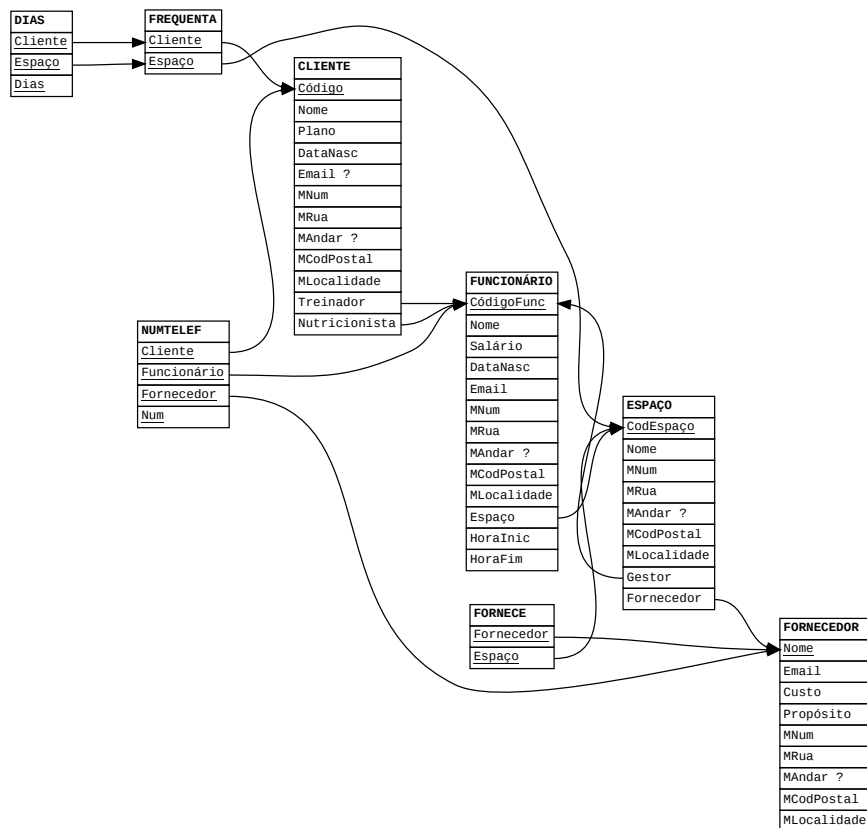 DIAS
Cliente
Espaço
Dias
FREQUENTA
Cliente
Espaço
CLIENTE
Código
Nome
Plano
DataNasc
Email ?
MNum
MRua
MAndar ?
MCodPostal
MLocalidade
Treinador
Nutricionista
NUMTELEF
Cliente
Funcionário
Fornecedor
Num
FUNCIONÁRIO
CódigoFunc
Nome
Salário
DataNasc
Email
MNum
MRua
MAndar ?
MCodPostal
MLocalidade
Espaço
HoraInic
HoraFim
FORNECE
Fornecedor
Espaço
ESPAÇO
CodEspaço
Nome
MNum
MRua
MAndar ?
MCodPostal
MLocalidade
Gestor
Fornecedor
FORNECEDOR
Nome
Email
Custo
Propósito
MNum
MRua
MAndar ?
MCodPostal
MLocalidade